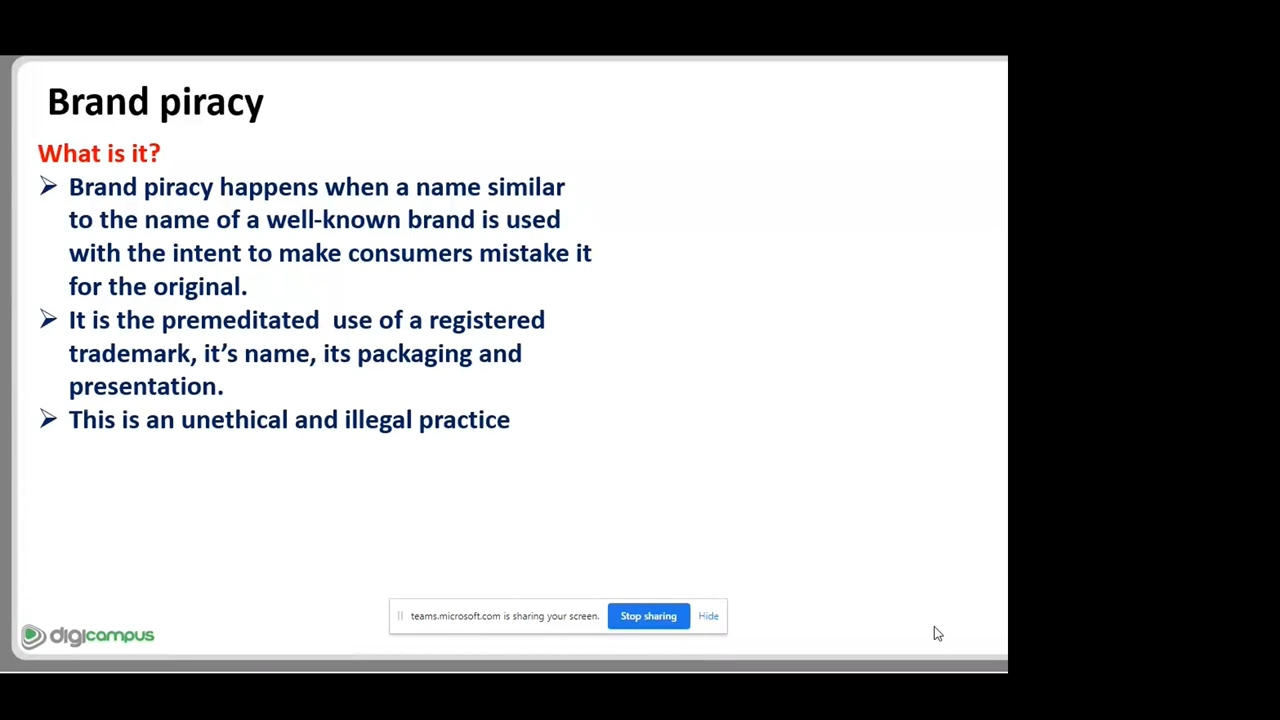 Brand piracy
What is it?
Brand piracy happens when a name similar
to the name of a well-known brand is used
with the intent to make consumers mistake it
for the original.
It is the premeditated  use of a registered
trademark, it’s name, its packaging and
presentation.
This is an unethical and illegal practice
teams.microsoft.com is sharing your screen. Stop sharing Hide
digicampus